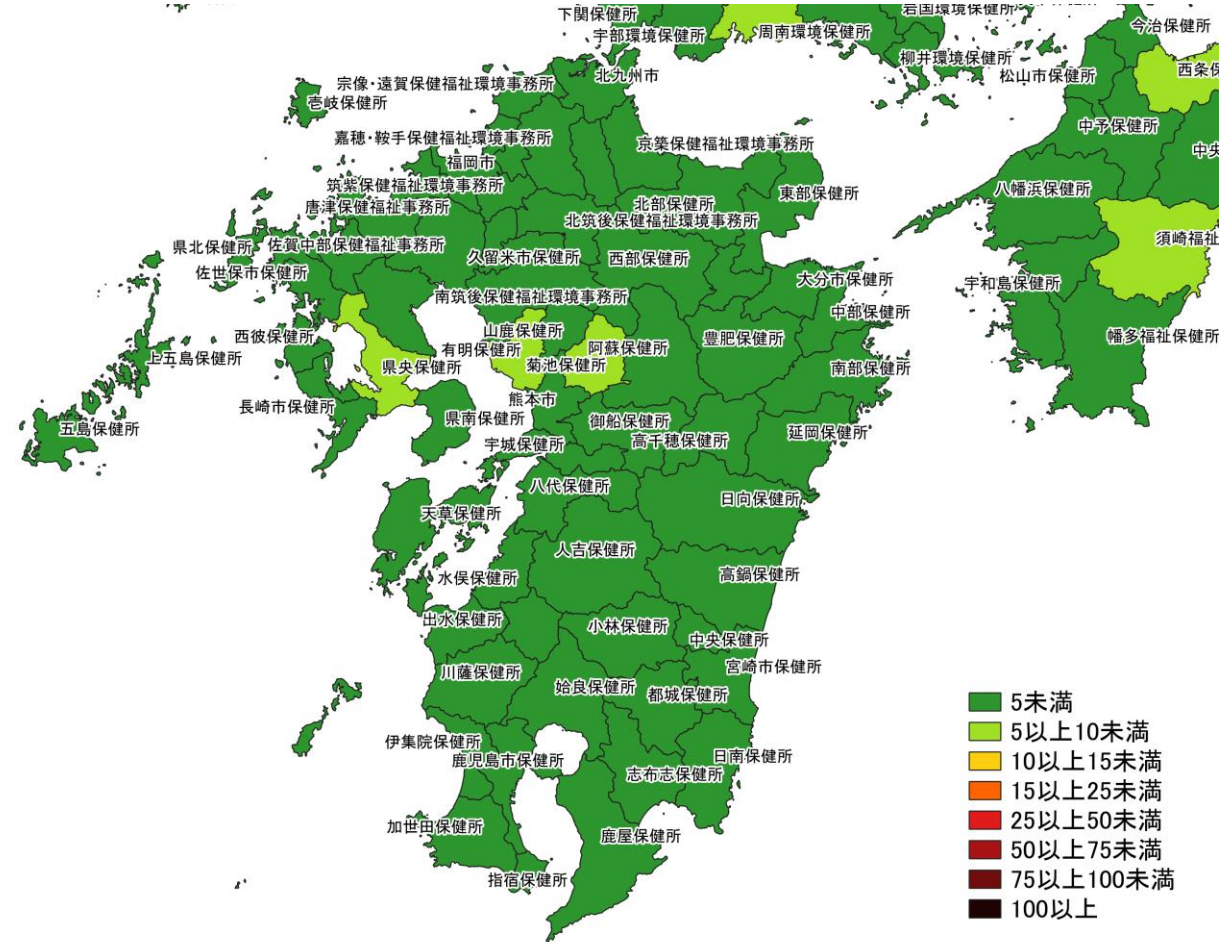 下関保健所
岩国環境保健所
宇部環境保健所
周南環境保健所
今治保健所
柳井環境保健所
北九州市
松山市保健所
西条保
宗像・遠賀保健福祉環境事務所
壱岐保健所
中予保健所
嘉穂・鞍手保健福祉環境事務所
京築保健福祉環境事務所
中央
福岡市
筑紫保健福祉環境事務所
東部保健所
八幡浜保健所
唐津保健福祉事務所
北部保健所
北筑後保健福祉環境事務所
須崎福祉
県北保健所
佐賀中部保健福祉事務所
久留米市保健所
西部保健所
佐世保市保健所
大分市保健所
宇和島保健所
南筑後保健福祉環境事務所
中部保健所
西彼保健所
山鹿保健所
豊肥保健所
幡多福祉保健所
上五島保健所
有明保健所
阿蘇保健所
県央保健所
菊池保健所
南部保健所
長崎市保健所
熊本市
五島保健所
県南保健所
御船保健所
延岡保健所
宇城保健所
高千穂保健所
八代保健所
日向保健所
天草保健所
人吉保健所
水俣保健所
高鍋保健所
出水保健所
小林保健所
中央保健所
川薩保健所
宮崎市保健所
姶良保健所
都城保健所
伊集院保健所
鹿児島市保健所
日南保健所
志布志保健所
加世田保健所
鹿屋保健所
指宿保健所
5未満
5以上10未満
10以上15未満
15以上25未満
25以上50未満
50以上75未満
75以上100未満
100以上